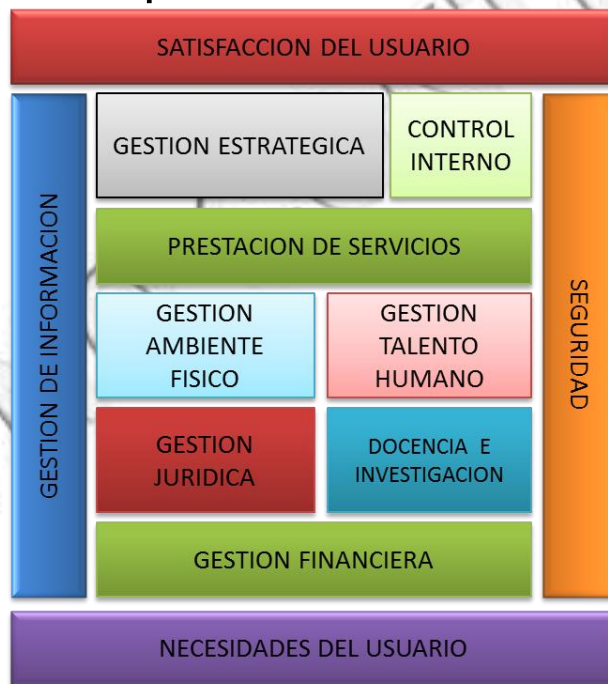 SATISFACCION DEL USUARIO
GESTION DE INFORMACION
GESTION ESTRATEGICA
CONTROL
INTERNO
PRESTACION DE SERVICIOS
GESTION
AMBIENTE
FISICO
GESTION
TALENTO
HUMANO
GESTION
JURIDICA
DOCENCIA E
INVESTIGACION
GESTION FINANCIERA
SEGURIDAD
NECESIDADES DEL USUARIO